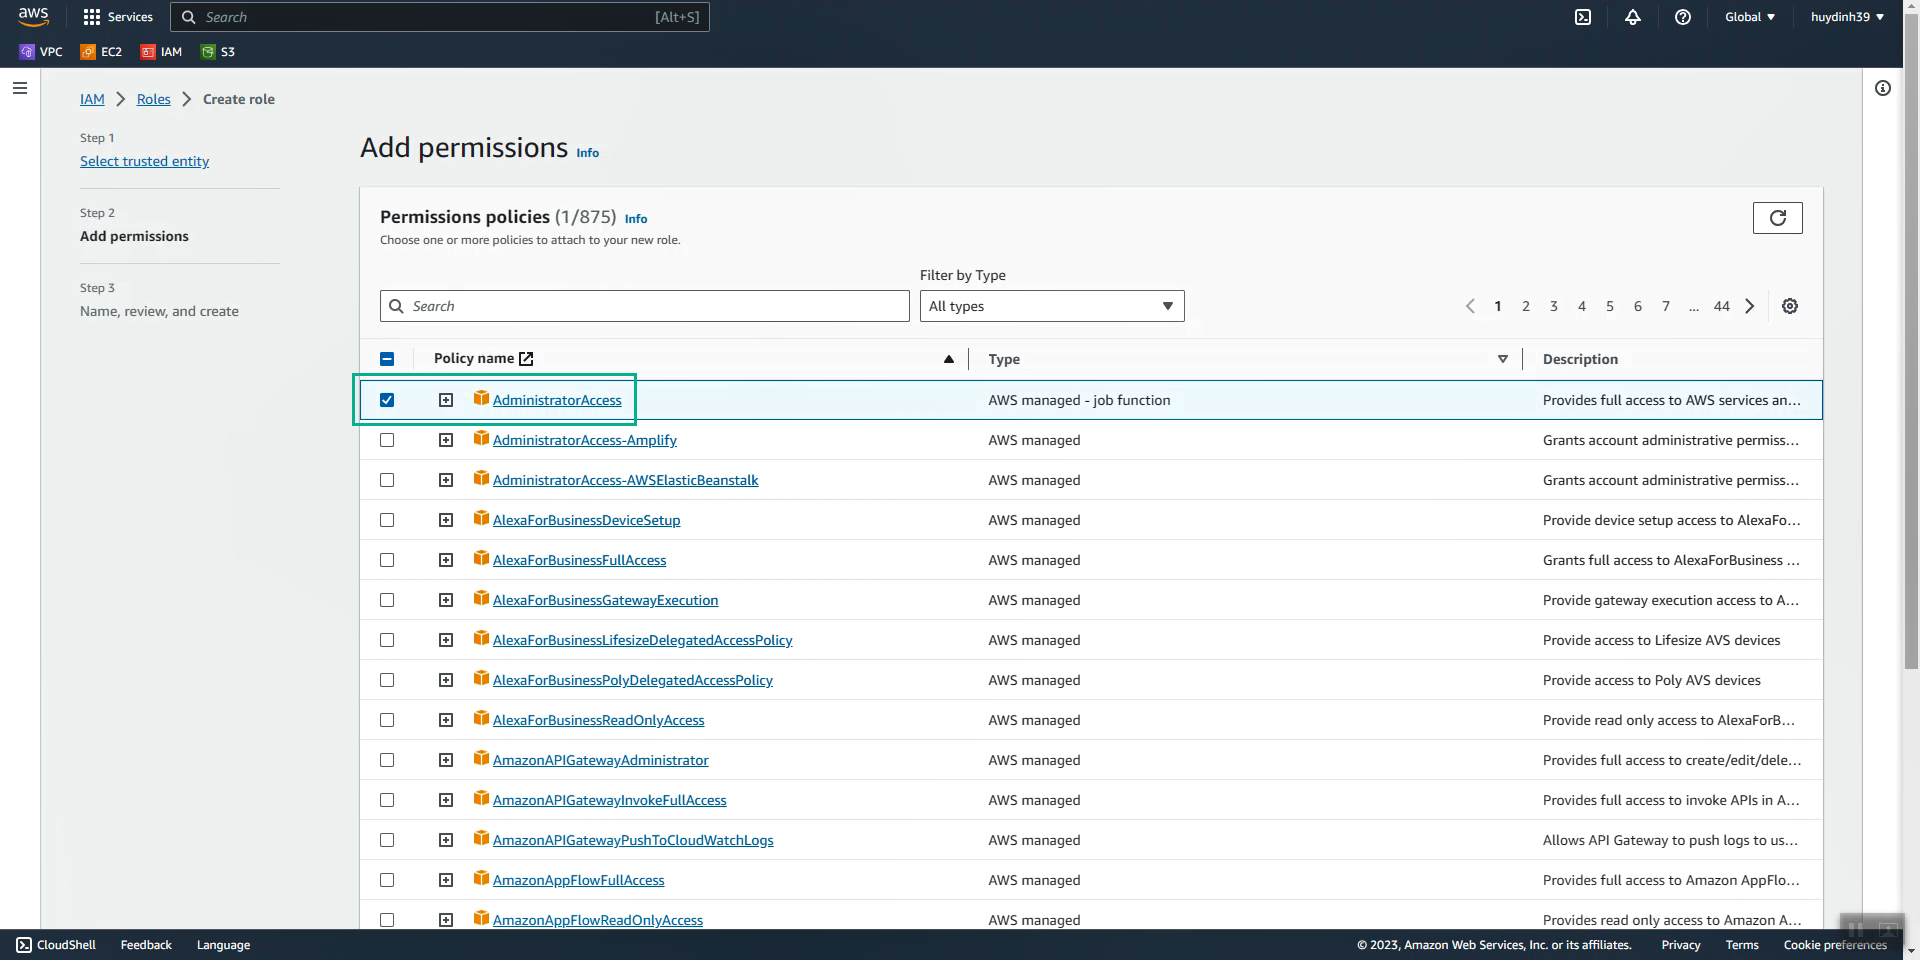 aws
Services
Search
[Alt+S]
Global
huydinh39
VPC
EC2
IAM
S3
IAM
Roles
Create role
Step 1
Select trusted entity
Step 2
Add permissions
Step 3
Name, review, and create
Add permissions Info
Permissions policies (1/875) Info
Choose one or more policies to attach to your new role.
Filter by Type
Search
All types
1 2 3 4 5 6 7 ... 44
Policy name Type Description
AdministratorAccess AWS managed - job function Provides full access to AWS services an...
AdministratorAccess-Amplify AWS managed Grants account administrative permiss...
AdministratorAccess-AWSElasticBeanstalk AWS managed Grants account administrative permiss...
AlexaForBusinessDeviceSetup AWS managed Provide device setup access to AlexaFo...
AlexaForBusinessFullAccess AWS managed Grants full access to AlexaForBusiness ...
AlexaForBusinessGatewayExecution AWS managed Provide gateway execution access to A...
AlexaForBusinessLifesizeDelegatedAccessPolicy AWS managed Provide access to Lifesize AVS devices
AlexaForBusinessPolyDelegatedAccessPolicy AWS managed Provide access to Poly AVS devices
AlexaForBusinessReadOnlyAccess AWS managed Provide read only access to AlexaForB...
AmazonAPIGatewayAdministrator AWS managed Provides full access to create/edit/dele...
AmazonAPIGatewayInvokeFullAccess AWS managed Provides full access to invoke APIs in A...
AmazonAPIGatewayPushToCloudWatchLogs AWS managed Allows API Gateway to push logs to us...
AmazonAppFlowFullAccess AWS managed Provides full access to Amazon AppFlo...
AmazonAppFlowReadOnlyAccess AWS managed Provides read only access to Amazon A...
CloudShell Feedback Language © 2023, Amazon Web Services, Inc. or its affiliates. Privacy Terms Cookie preferences